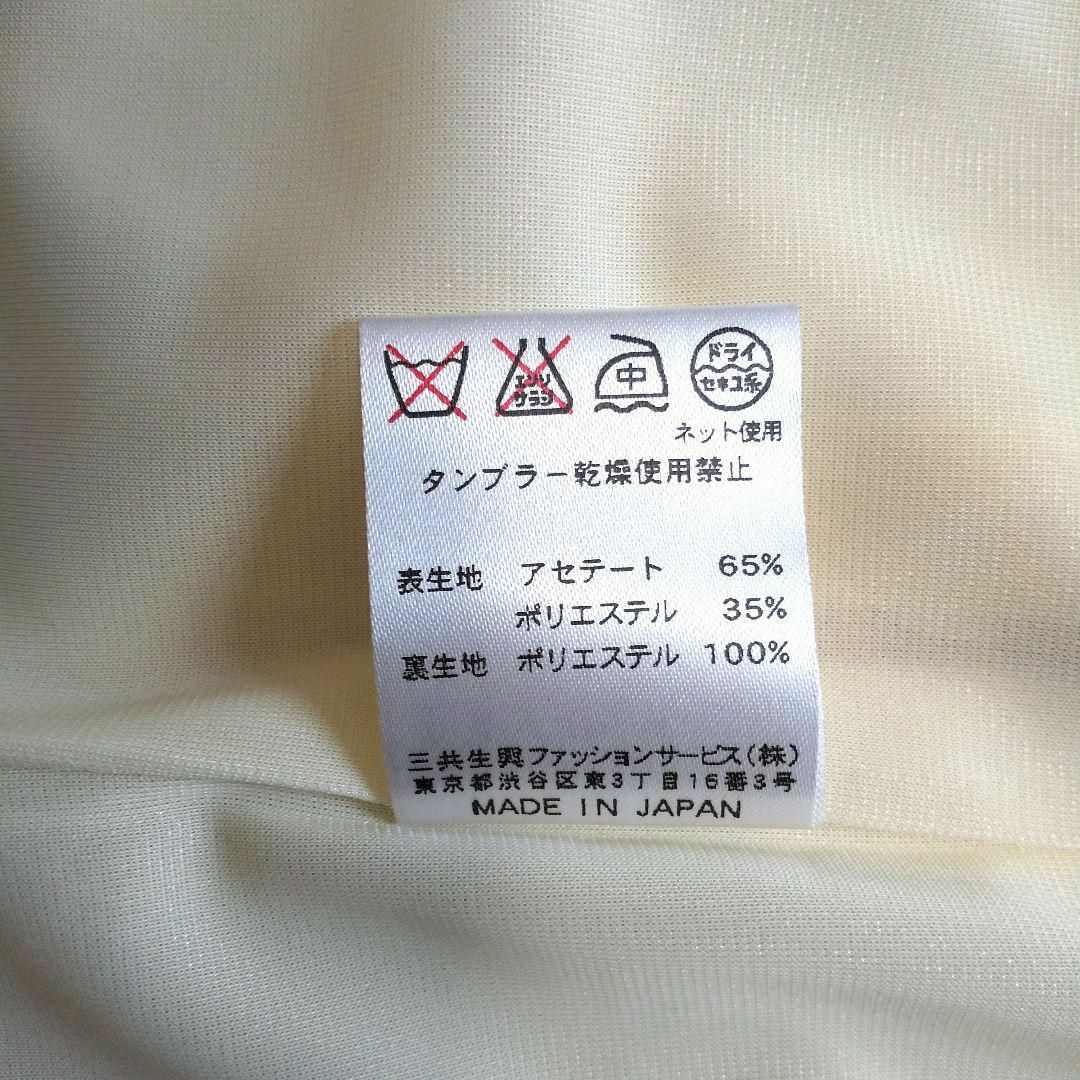 エンソ
サラシ
中
ドライ
セキユ系
ネット使用
タンブラー乾燥使用禁止
表生地 アセテート 65%
ポリエステル 35%
裏生地 ポリエステル 100%
三共生興ファッションサービス(株)
東京都渋谷区東3丁目16番3号
MADE IN JAPAN